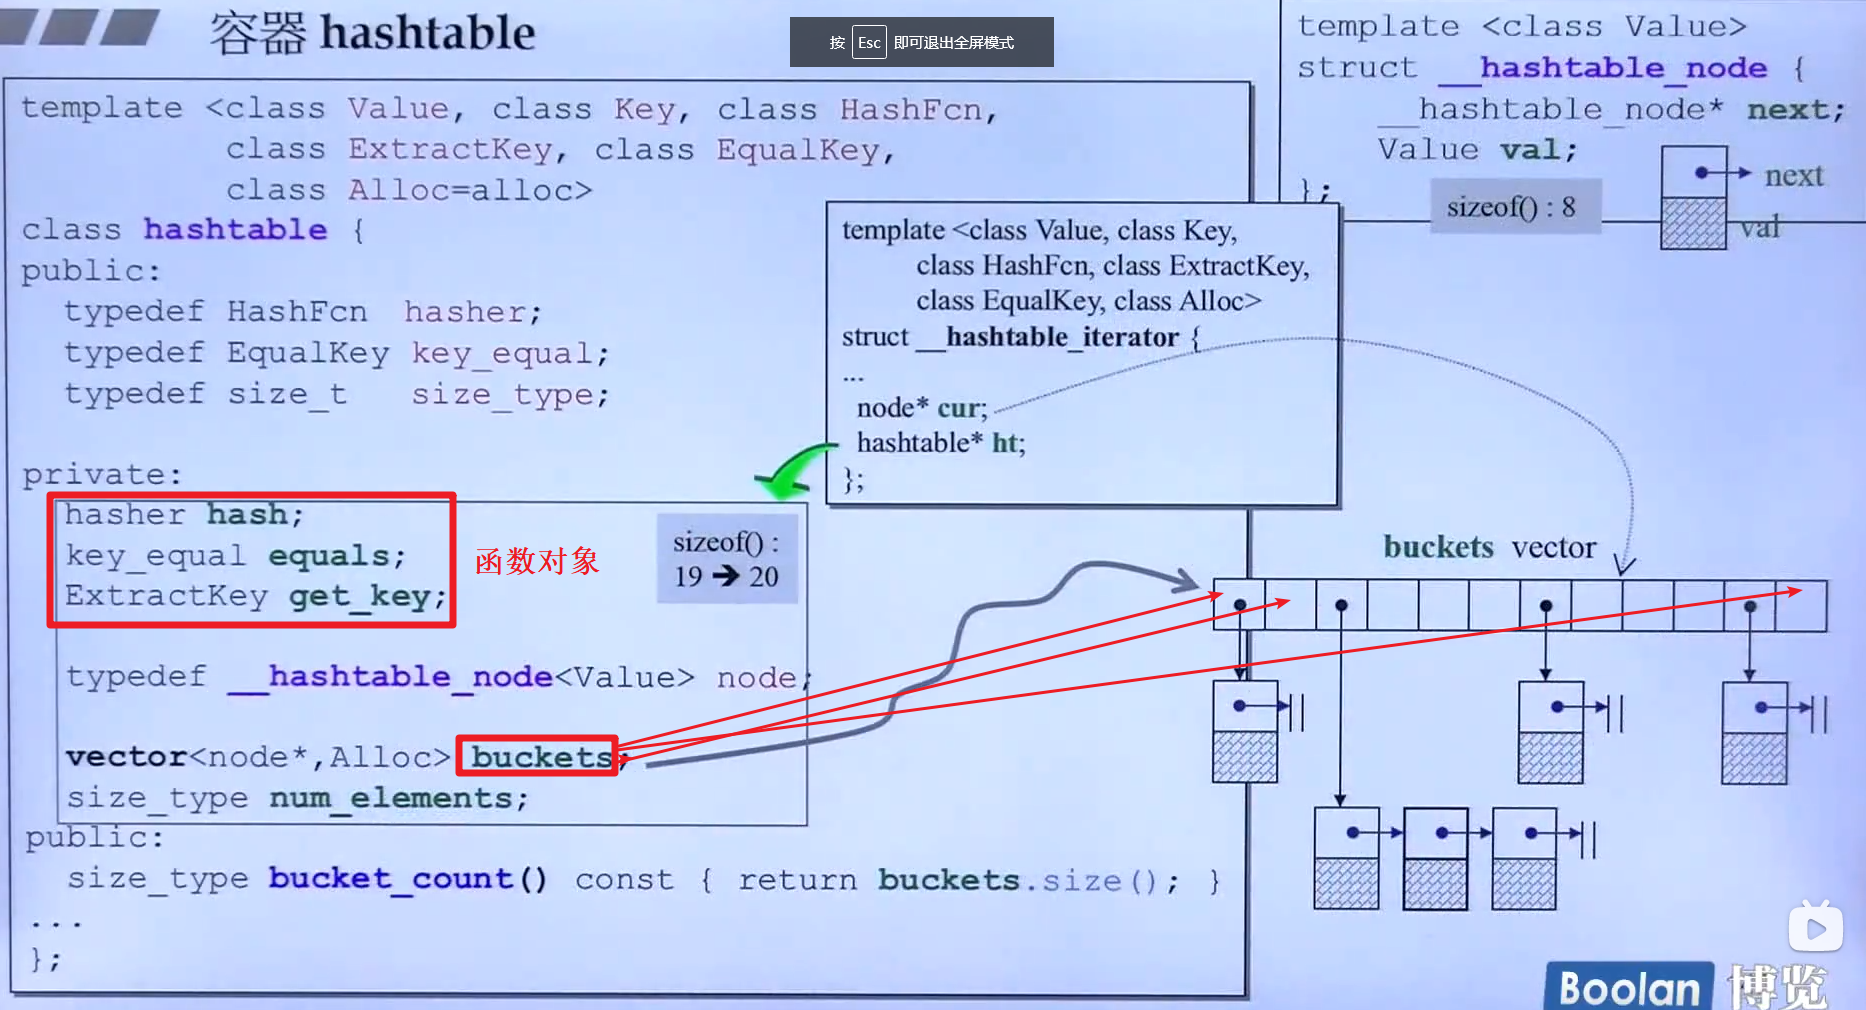 容器 hashtable
按 Esc 即可退出全屏模式
template <class Value, class Key, class HashFcn,
class ExtractKey, class EqualKey,
class Alloc=alloc>
class hashtable {
public:
typedef HashFcn hasher;
typedef EqualKey key_equal;
typedef size_t size_type;
private:
hasher hash;
key_equal equals;
ExtractKey get_key;
函数对象
sizeof() :
19 ➔ 20
typedef __hashtable_node<Value> node;
vector<node*,Alloc> buckets;
size_type num_elements;
public:
size_type bucket_count() const { return buckets.size(); }
...
};
template <class Value, class Key,
class HashFcn, class ExtractKey,
class EqualKey, class Alloc>
struct __hashtable_iterator {
...
node* cur;
hashtable* ht;
};
template <class Value>
struct __hashtable_node {
__hashtable_node* next;
Value val;
};
sizeof() : 8
next
val
buckets vector
Boolan 博览